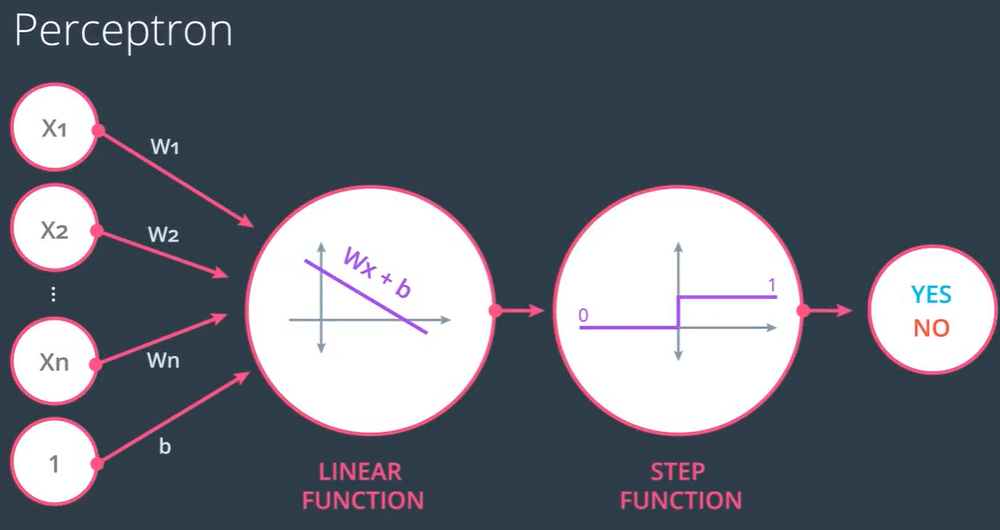 Perceptron
X1
W1
X2
W2
⋮
Xn
Wn
1
b
Wx + b
LINEAR
FUNCTION
0
1
STEP
FUNCTION
YES
NO